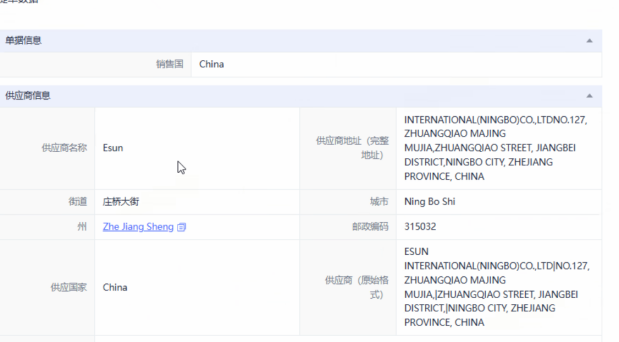 单据信息
销售国
China
供应商信息
供应商名称
Esun
供应商地址（完整
地址）
INTERNATIONAL(NINGBO)CO.,LTDNO.127,
ZHUANGQIAO MAJING
MUJIA,ZHUANGQIAO STREET, JIANGBEI
DISTRICT,NINGBO CITY, ZHEJIANG
PROVINCE, CHINA
街道
庄桥大街
城市
Ning Bo Shi
州
Zhe Jiang Sheng
邮政编码
315032
供应国家
China
供应商（原始格
式）
ESUN
INTERNATIONAL(NINGBO)CO.,LTD|NO.127,
ZHUANGQIAO MAJING
MUJIA,|ZHUANGQIAO STREET, JIANGBEI
DISTRICT,|NINGBO CITY, ZHEJIANG
PROVINCE, CHINA